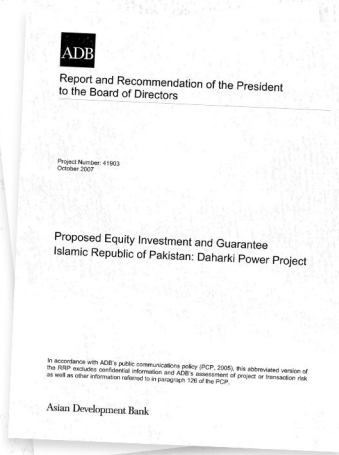 ADB
Report and Recommendation of the President
to the Board of Directors
Project Number: 41903
October 2007
Proposed Equity Investment and Guarantee
Islamic Republic of Pakistan: Daharki Power Project
In accordance with ADB's public communications policy (PCP, 2005), this abbreviated version of
the RRP excludes confidential information and ADB's assessment of project or transaction risk
as well as other information referred to in paragraph 126 of the PCP.
Asian Development Bank